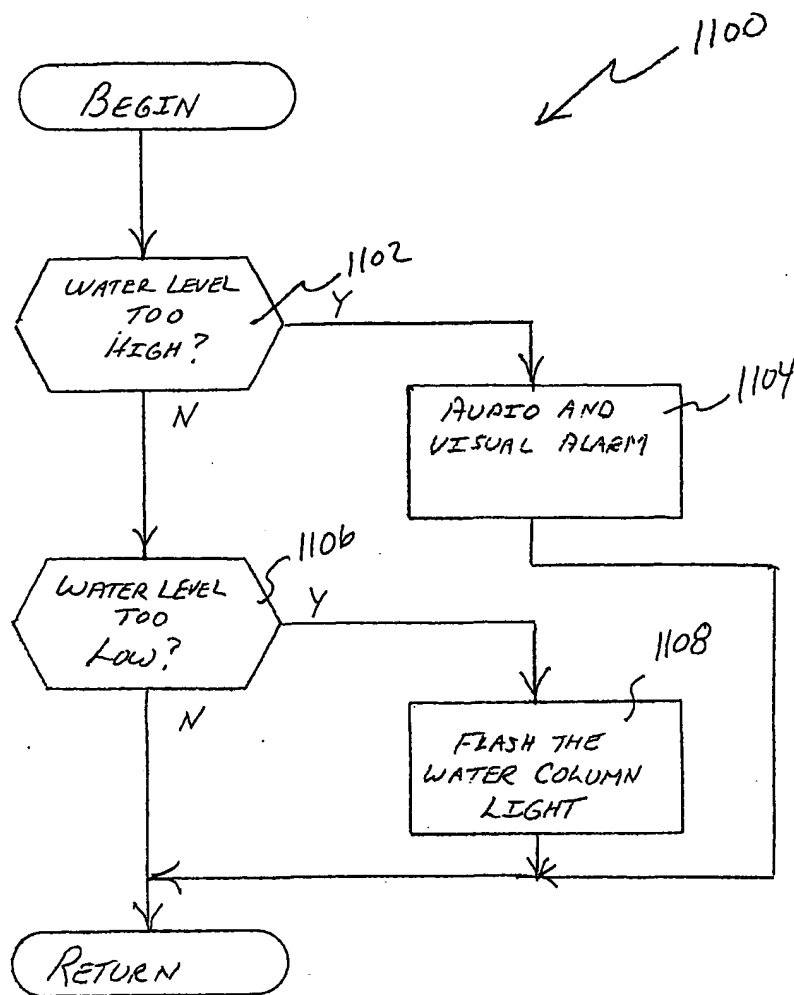 1100
BEGIN
WATER LEVEL
TOO
HIGH?
1102
Y
N
AUDIO AND
VISUAL ALARM
1104
WATER LEVEL
TOO
LOW?
1106
Y
N
FLASH THE
WATER COLUMN
LIGHT
1108
RETURN